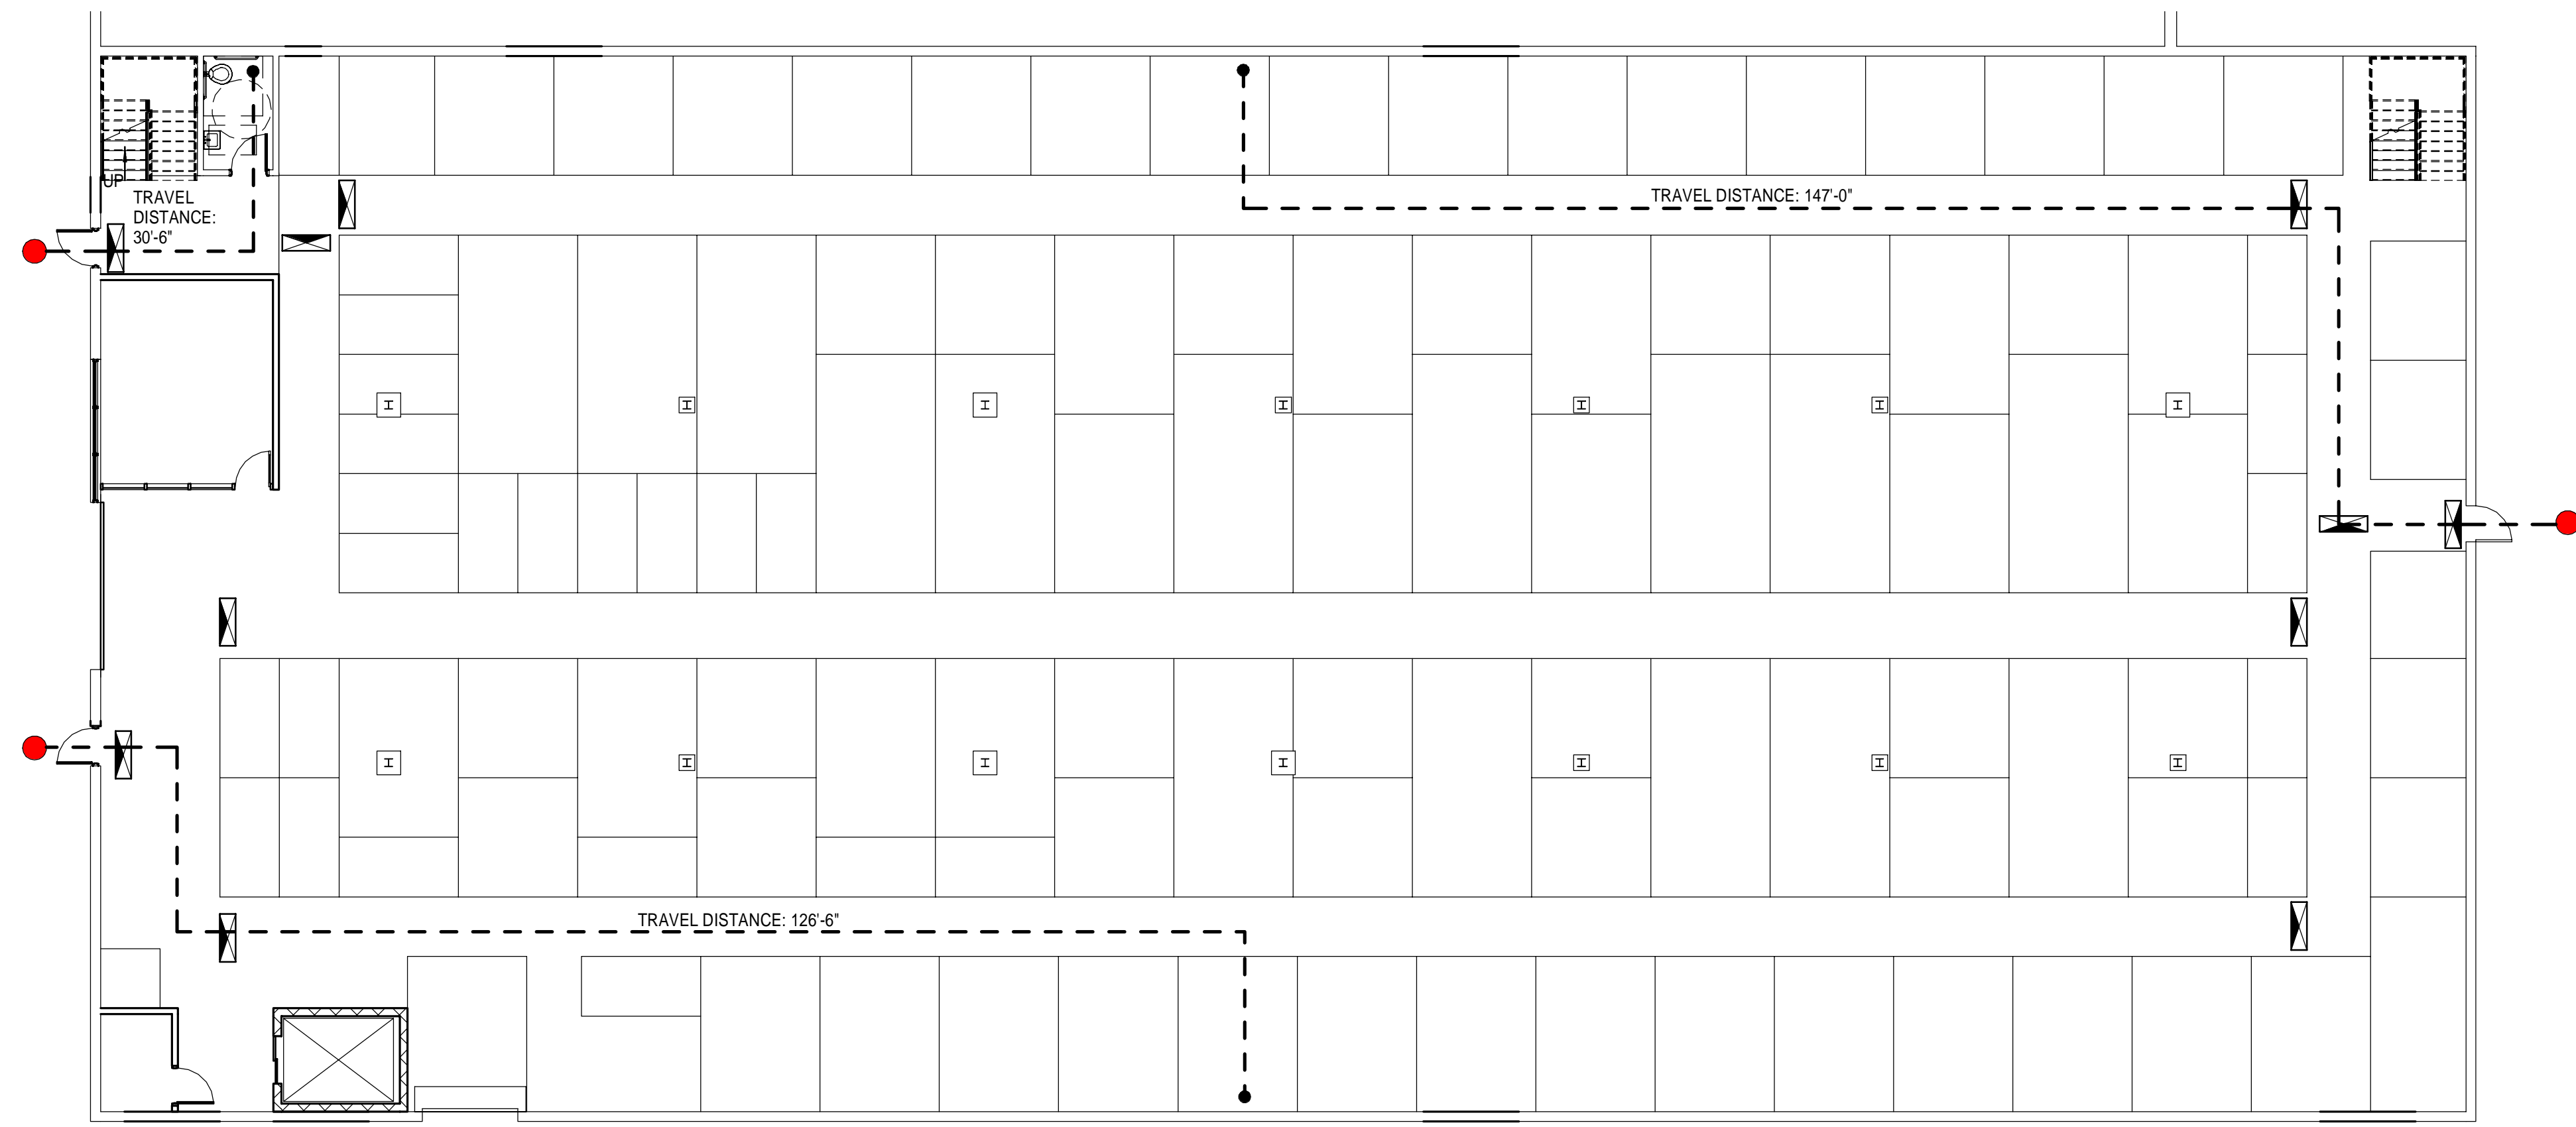 UP
TRAVEL
DISTANCE:
30'-6"
TRAVEL DISTANCE: 147'-0"
TRAVEL DISTANCE: 126'-6"